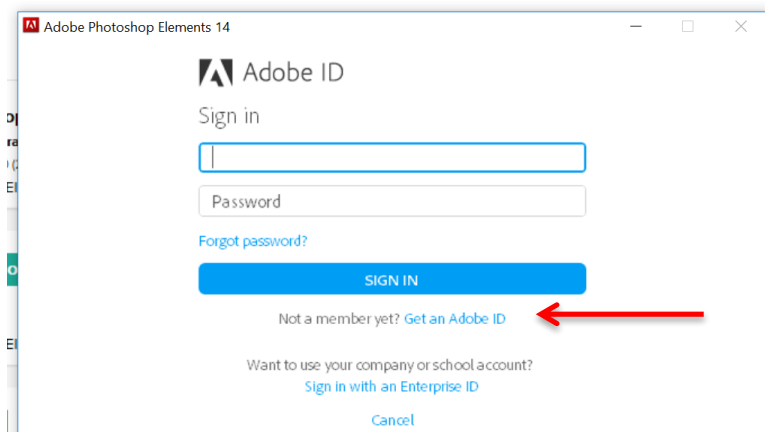 Adobe Photoshop Elements 14
Adobe ID
Sign in
Password
Forgot password?
SIGN IN
Not a member yet? Get an Adobe ID
Want to use your company or school account?
Sign in with an Enterprise ID
Cancel